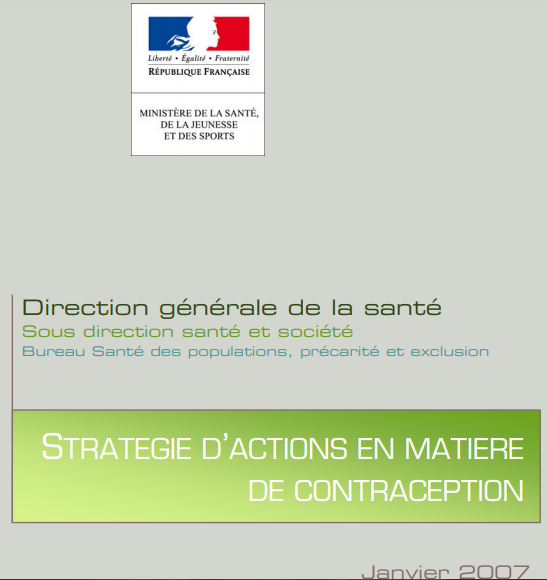 Liberté • Égalité • Fraternité
RÉPUBLIQUE FRANÇAISE
MINISTÈRE DE LA SANTÉ,
DE LA JEUNESSE
ET DES SPORTS
Direction générale de la santé
Sous direction santé et société
Bureau Santé des populations, précarité et exclusion
STRATEGIE D'ACTIONS EN MATIERE
DE CONTRACEPTION
Janvier 2007